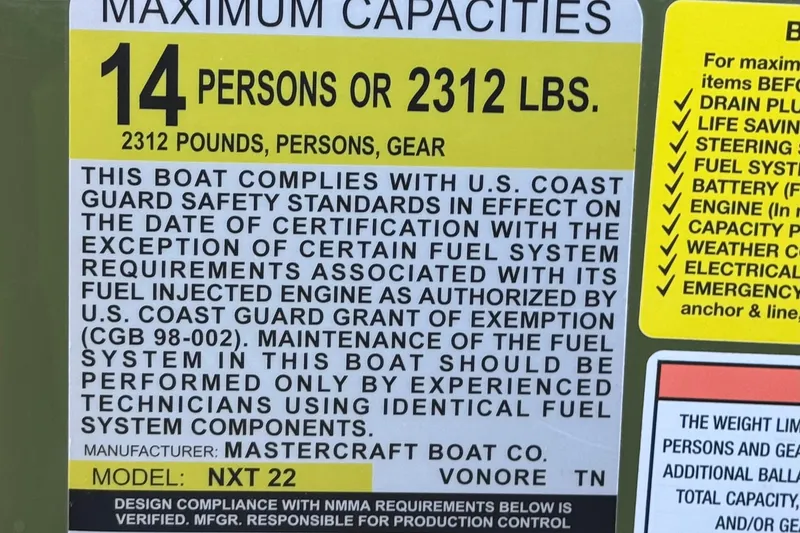 MAXIMUM CAPACITIES
14 PERSONS OR 2312 LBS.
2312 POUNDS, PERSONS, GEAR
THIS BOAT COMPLIES WITH U.S. COAST
GUARD SAFETY STANDARDS IN EFFECT ON
THE DATE OF CERTIFICATION WITH THE
EXCEPTION OF CERTAIN FUEL SYSTEM
REQUIREMENTS ASSOCIATED WITH ITS
FUEL INJECTED ENGINE AS AUTHORIZED BY
U.S. COAST GUARD GRANT OF EXEMPTION
(CGB 98-002). MAINTENANCE OF THE FUEL
SYSTEM IN THIS BOAT SHOULD BE
PERFORMED ONLY BY EXPERIENCED
TECHNICIANS USING IDENTICAL FUEL
SYSTEM COMPONENTS.
MANUFACTURER: MASTERCRAFT BOAT CO.
MODEL: NXT 22 VONORE TN
DESIGN COMPLIANCE WITH NMMA REQUIREMENTS BELOW IS
VERIFIED. MFGR. RESPONSIBLE FOR PRODUCTION CONTROL
B
For maxim
items BEFO
DRAIN PLU
LIFE SAVIN
STEERING
FUEL SYST
BATTERY (F
ENGINE (In
CAPACITY P
WEATHER CO
ELECTRICAL
EMERGENCY
anchor & line,
THE WEIGHT LIM
PERSONS AND GEA
ADDITIONAL BALLA
TOTAL CAPACITY,
AND/OR GEA